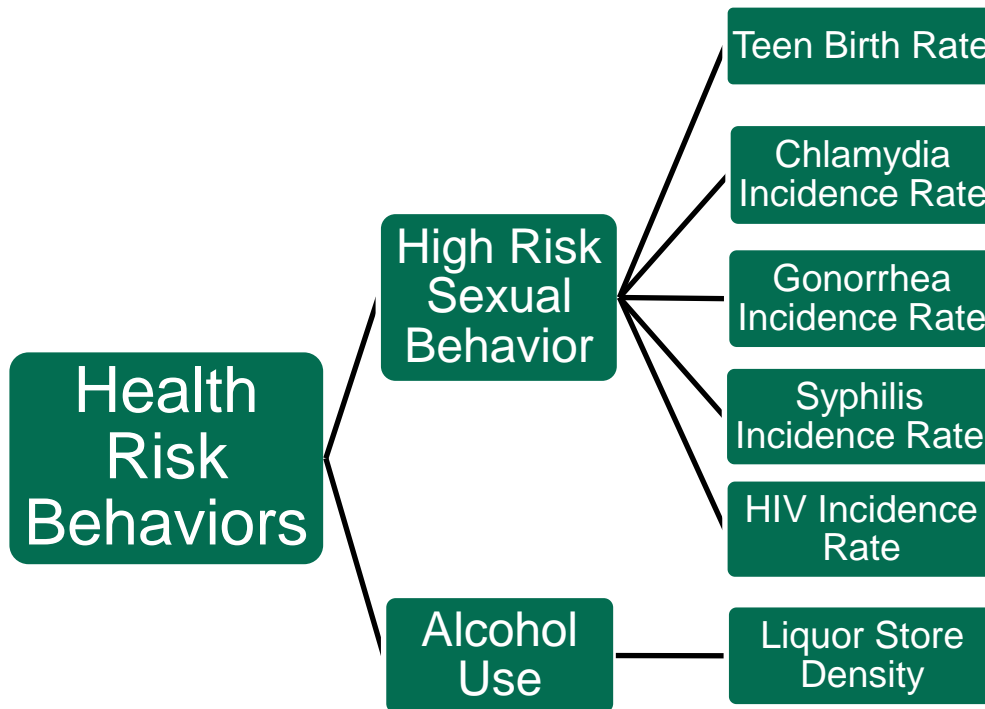 Health
Risk
Behaviors
High Risk
Sexual
Behavior
Teen Birth Rate
Chlamydia
Incidence Rate
Gonorrhea
Incidence Rate
Syphilis
Incidence Rate
HIV Incidence
Rate
Alcohol
Use
Liquor Store
Density